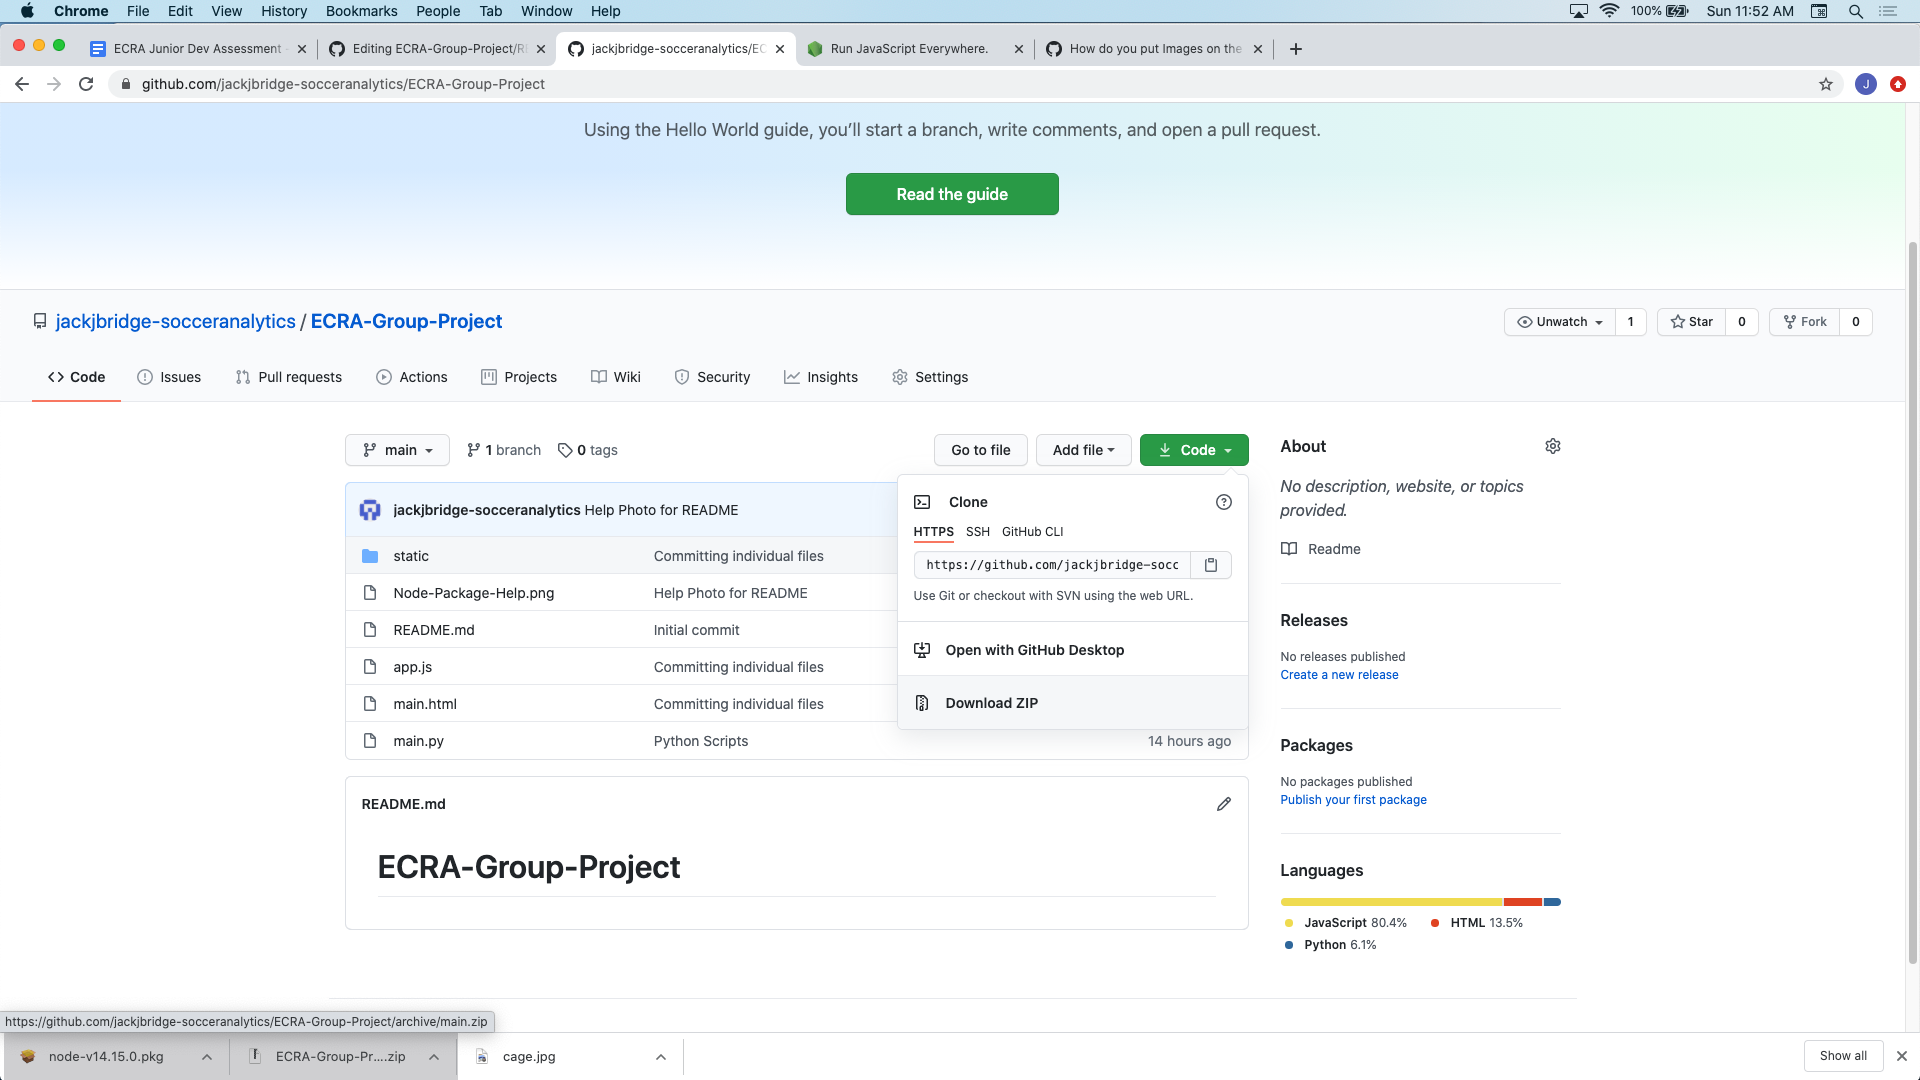 Chrome File Edit View History Bookmarks People Tab Window Help 100% Sun 11:52 AM
ECRA Junior Dev Assessment Editing ECRA-Group-Project/R jackjbridge-socceranalytics/EC Run JavaScript Everywhere. How do you put Images on the
github.com/jackjbridge-socceranalytics/ECRA-Group-Project J
Using the Hello World guide, you’ll start a branch, write comments, and open a pull request.
Read the guide
jackjbridge-socceranalytics / ECRA-Group-Project Unwatch 1 Star 0 Fork 0
Code Issues Pull requests Actions Projects Wiki Security Insights Settings
main 1 branch 0 tags Go to file Add file Code
jackjbridge-socceranalytics Help Photo for README
static Committing individual files
Node-Package-Help.png Help Photo for README
README.md Initial commit
app.js Committing individual files
main.html Committing individual files
main.py Python Scripts 14 hours ago
Clone
HTTPS SSH GitHub CLI
https://github.com/jackjbridge-socc
Use Git or checkout with SVN using the web URL.
Open with GitHub Desktop
Download ZIP
README.md
ECRA-Group-Project
About
No description, website, or topics
provided.
Readme
Releases
No releases published
Create a new release
Packages
No packages published
Publish your first package
Languages
JavaScript 80.4% HTML 13.5%
Python 6.1%
https://github.com/jackjbridge-socceranalytics/ECRA-Group-Project/archive/main.zip
node-v14.15.0.pkg ECRA-Group-Pr....zip cage.jpg Show all